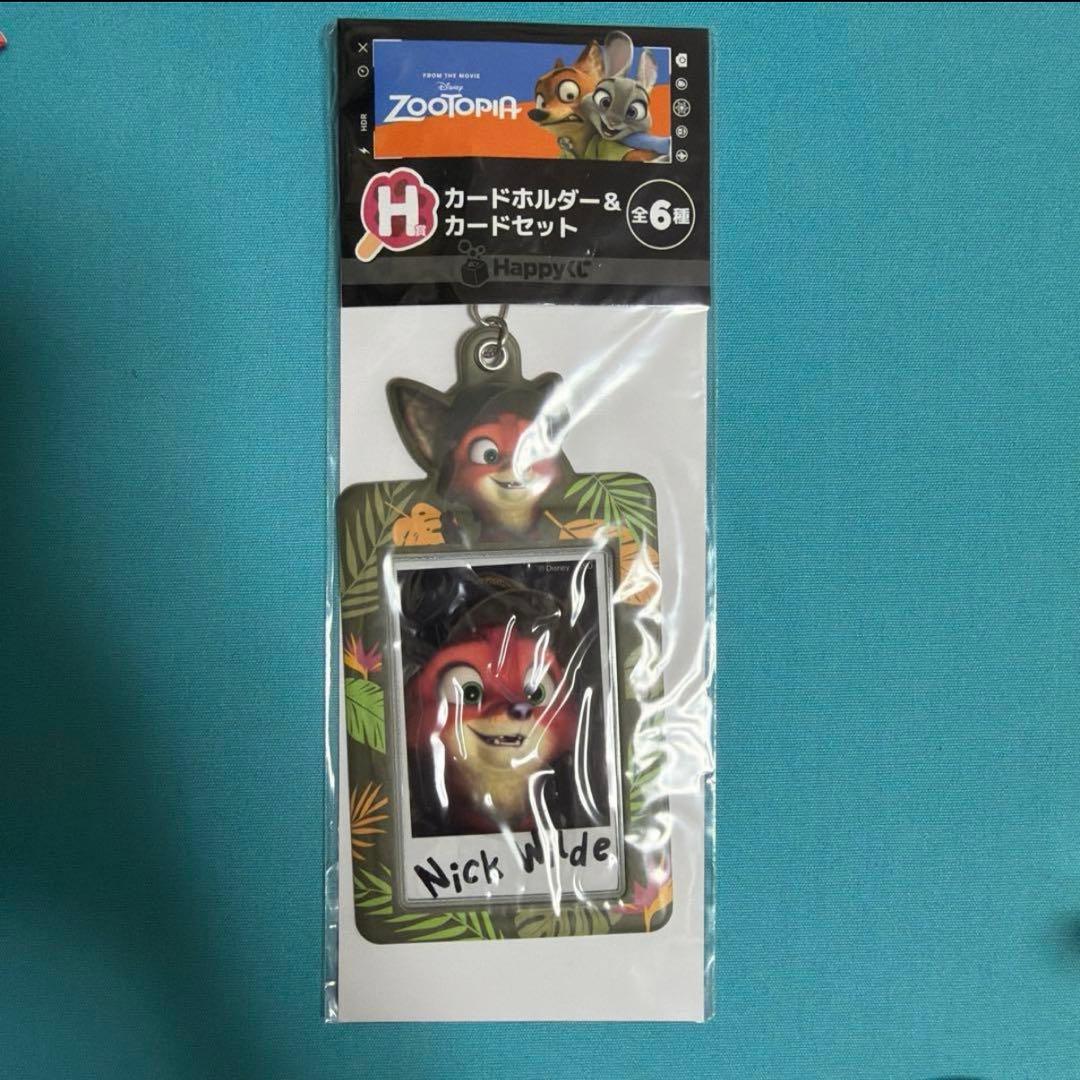 FROM THE MOVIE
Disney
ZOOTOPIA
HDR
H賞
カードホルダー&
カードセット
全6種
Happyくじ
© Disney
Nick Wilde